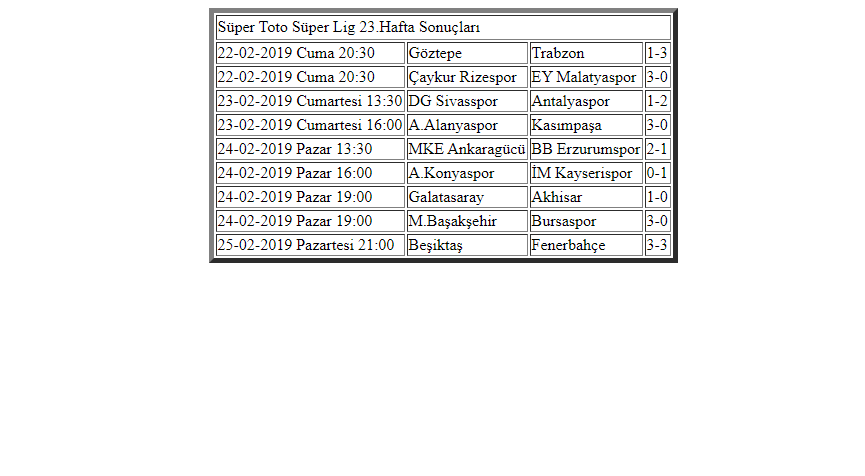 Süper Toto Süper Lig 23.Hafta Sonuçları
22-02-2019 Cuma 20:30 Göztepe Trabzon 1-3
22-02-2019 Cuma 20:30 Çaykur Rizespor EY Malatyaspor 3-0
23-02-2019 Cumartesi 13:30 DG Sivasspor Antalyaspor 1-2
23-02-2019 Cumartesi 16:00 A.Alanyaspor Kasımpaşa 3-0
24-02-2019 Pazar 13:30 MKE Ankaragücü BB Erzurumspor 2-1
24-02-2019 Pazar 16:00 A.Konyaspor İM Kayserispor 0-1
24-02-2019 Pazar 19:00 Galatasaray Akhisar 1-0
24-02-2019 Pazar 19:00 M.Başakşehir Bursaspor 3-0
25-02-2019 Pazartesi 21:00 Beşiktaş Fenerbahçe 3-3